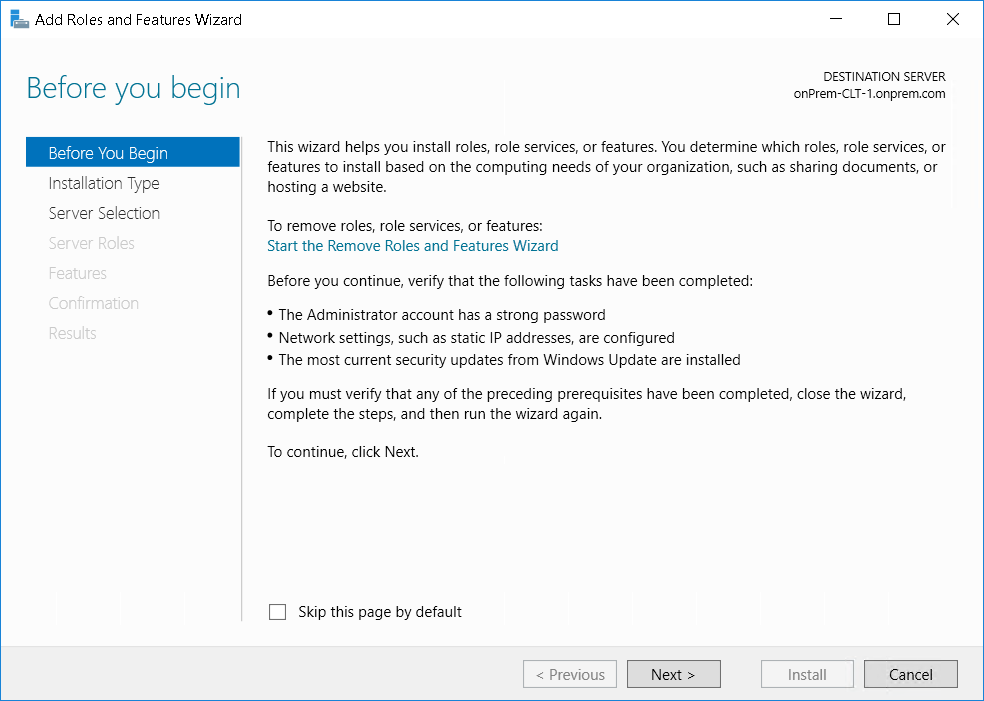 Add Roles and Features Wizard
Before you begin
DESTINATION SERVER
onPrem-CLT-1.onprem.com
Before You Begin
Installation Type
Server Selection
Server Roles
Features
Confirmation
Results
This wizard helps you install roles, role services, or features. You determine which roles, role services, or
features to install based on the computing needs of your organization, such as sharing documents, or
hosting a website.
To remove roles, role services, or features:
Start the Remove Roles and Features Wizard
Before you continue, verify that the following tasks have been completed:
• The Administrator account has a strong password
• Network settings, such as static IP addresses, are configured
• The most current security updates from Windows Update are installed
If you must verify that any of the preceding prerequisites have been completed, close the wizard,
complete the steps, and then run the wizard again.
To continue, click Next.
Skip this page by default
< Previous
Next >
Install
Cancel